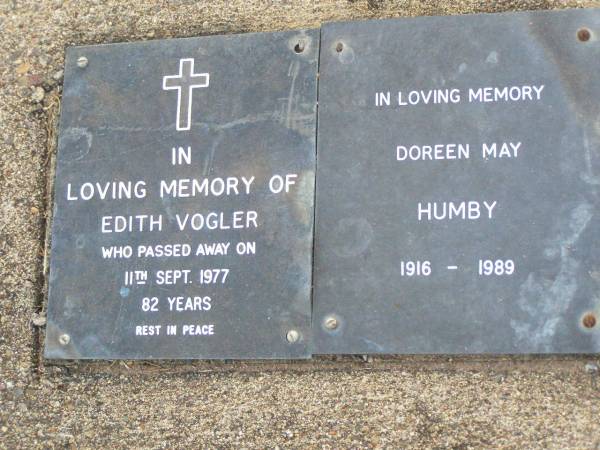 IN
LOVING MEMORY OF
EDITH VOGLER
WHO PASSED AWAY ON
11TH SEPT. 1977
82 YEARS
REST IN PEACE
IN LOVING MEMORY
DOREEN MAY
HUMBY
1916 - 1989